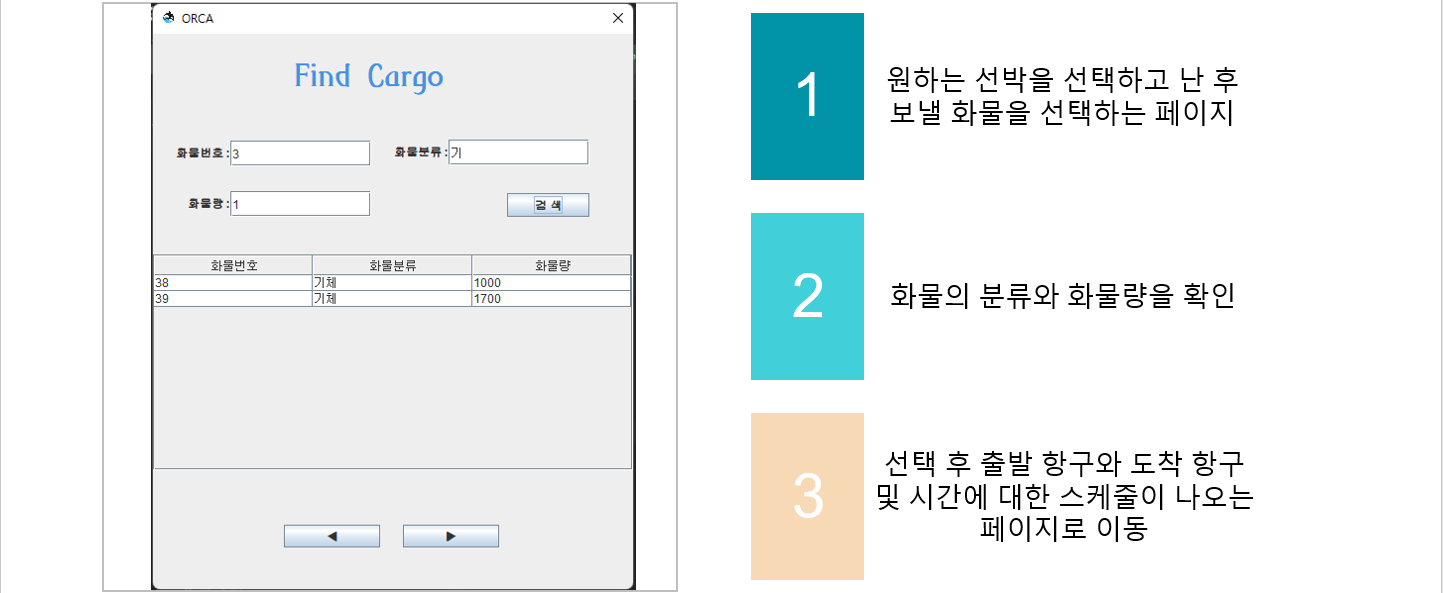 ORCA
Find Cargo
화물번호: 3 화물분류: 기
화물량: 1 검 색
화물번호 화물분류 화물량
38 기체 1000
39 기체 1700
◀ ▶
1
원하는 선박을 선택하고 난 후
보낼 화물을 선택하는 페이지
2
화물의 분류와 화물량을 확인
3
선택 후 출발 항구와 도착 항구
및 시간에 대한 스케줄이 나오는
페이지로 이동